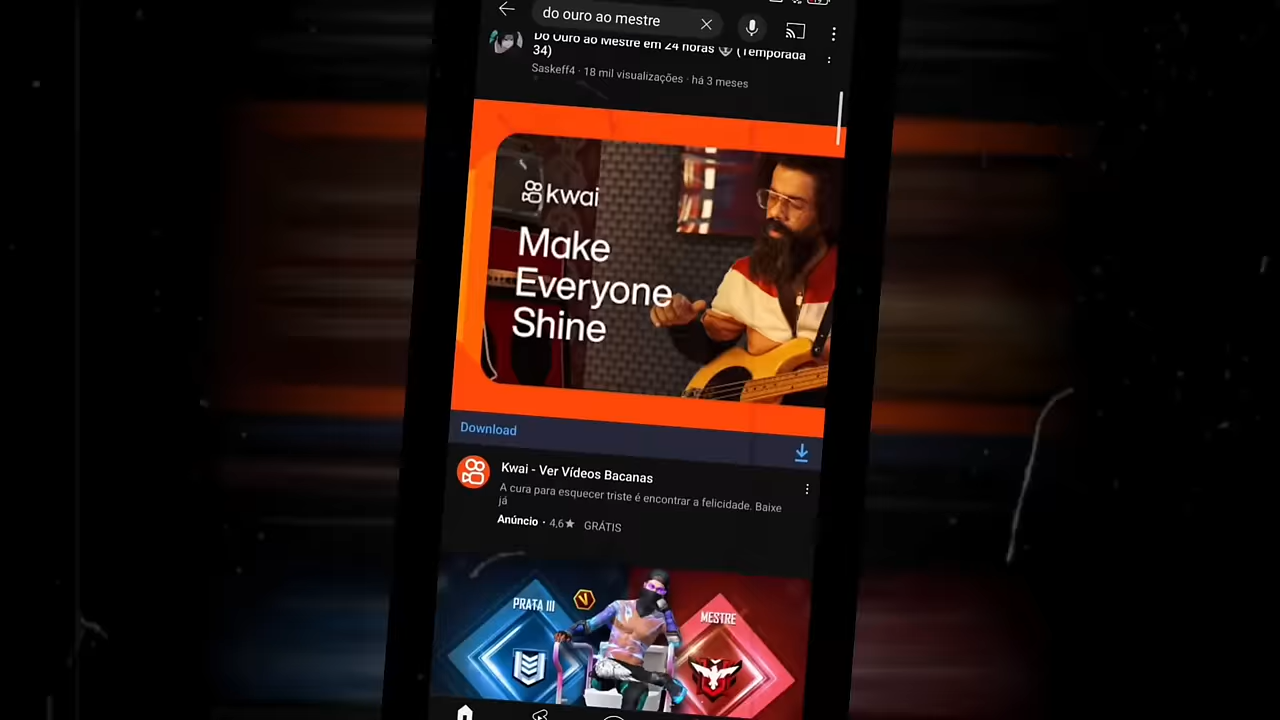 do ouro ao mestre
Do Ouro ao Mestre em 24 horas (Temporada
34)
Saskeff4 · 18 mil visualizações · há 3 meses
kwai
Make
Everyone
Shine
Download
Kwai - Ver Vídeos Bacanas
A cura para esquecer triste é encontrar a felicidade. Baixe
já
Anúncio · 4,6★ GRÁTIS
PRATA III
V
MESTRE